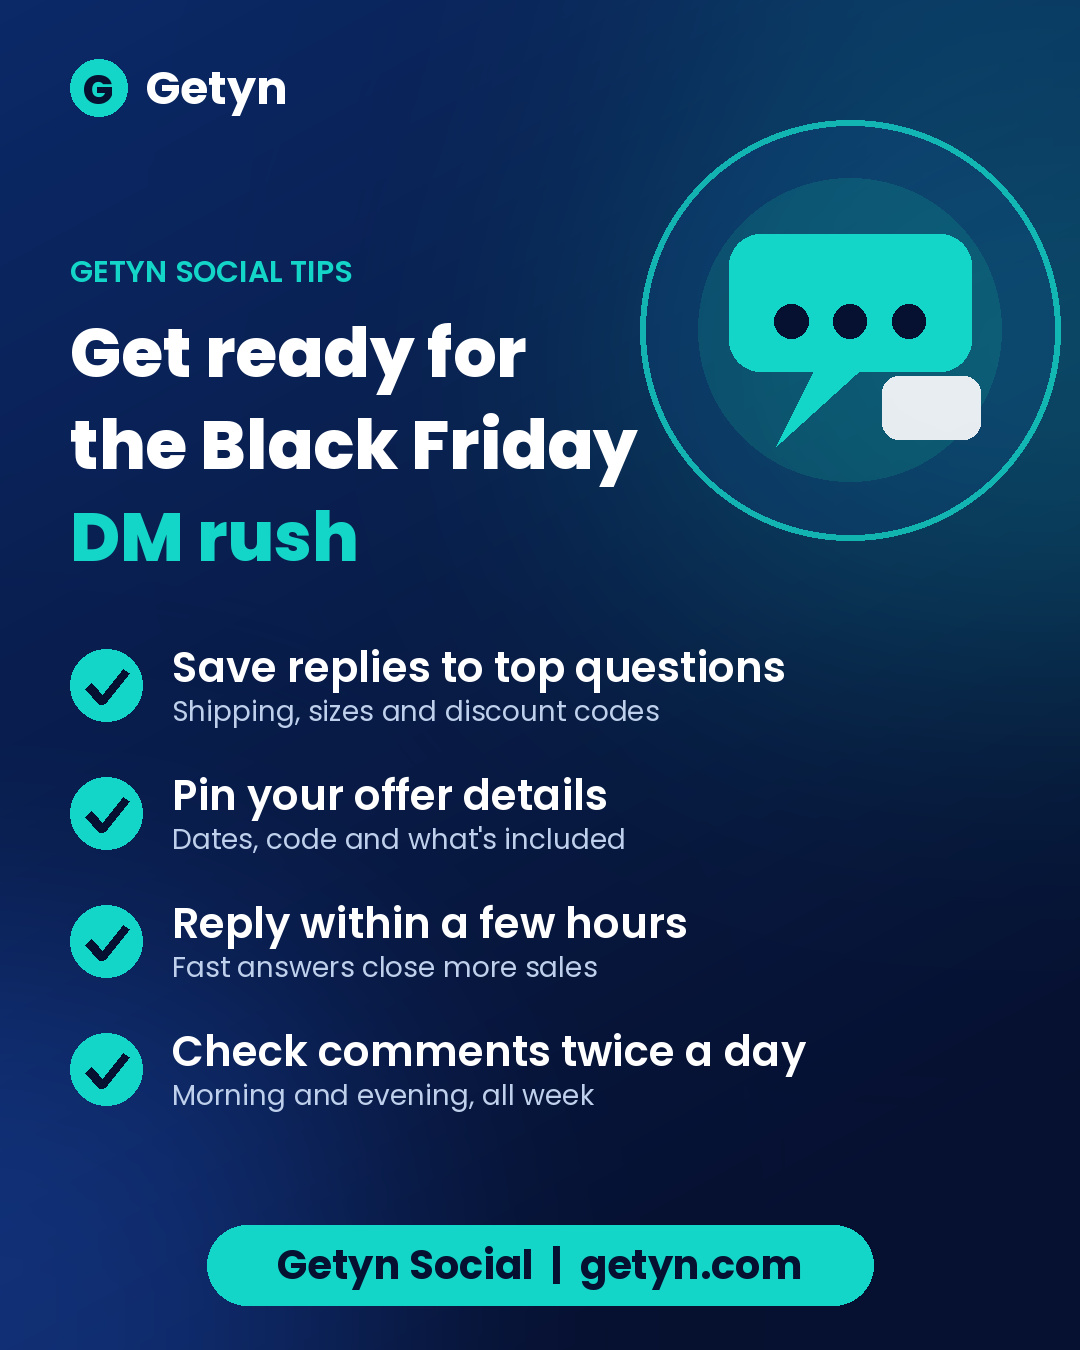 G Getyn
GETYN SOCIAL TIPS
Get ready for
the Black Friday
DM rush
Save replies to top questions
Shipping, sizes and discount codes
Pin your offer details
Dates, code and what's included
Reply within a few hours
Fast answers close more sales
Check comments twice a day
Morning and evening, all week
Getyn Social | getyn.com